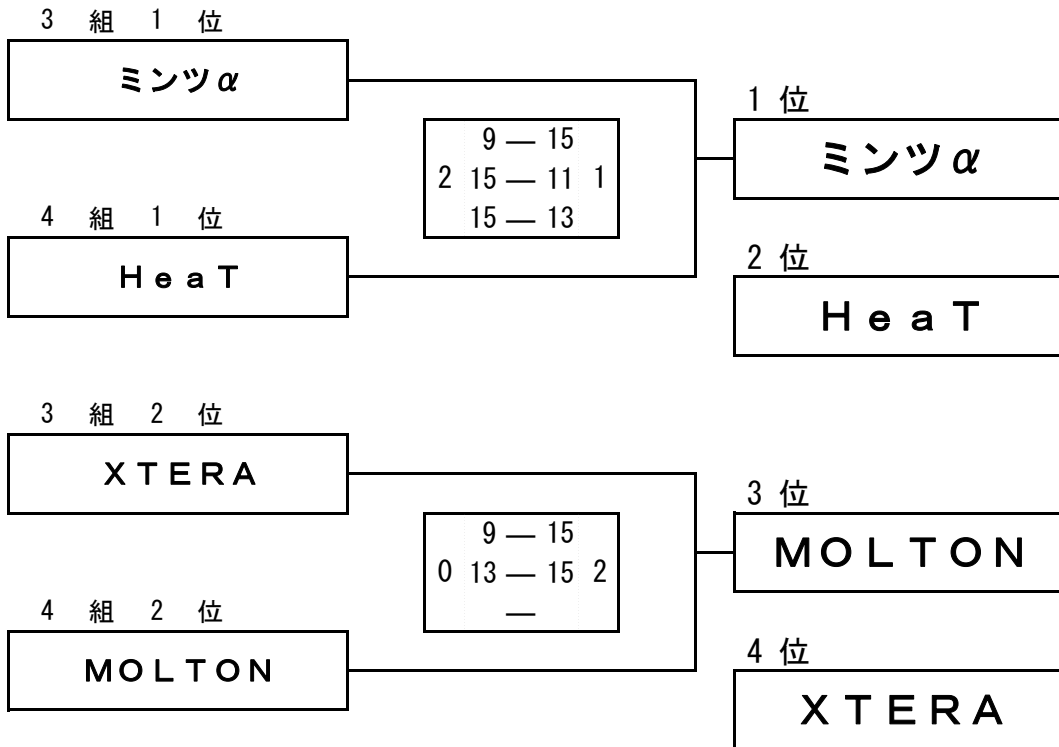 3 組 1 位
ミンツα
4 組 1 位
HeaT
9 ― 15
2 15 ― 11 1
15 ― 13
1 位
ミンツα
2 位
HeaT
3 組 2 位
XTERA
4 組 2 位
MOLTON
9 ― 15
0 13 ― 15 2
―
3 位
MOLTON
4 位
XTERA